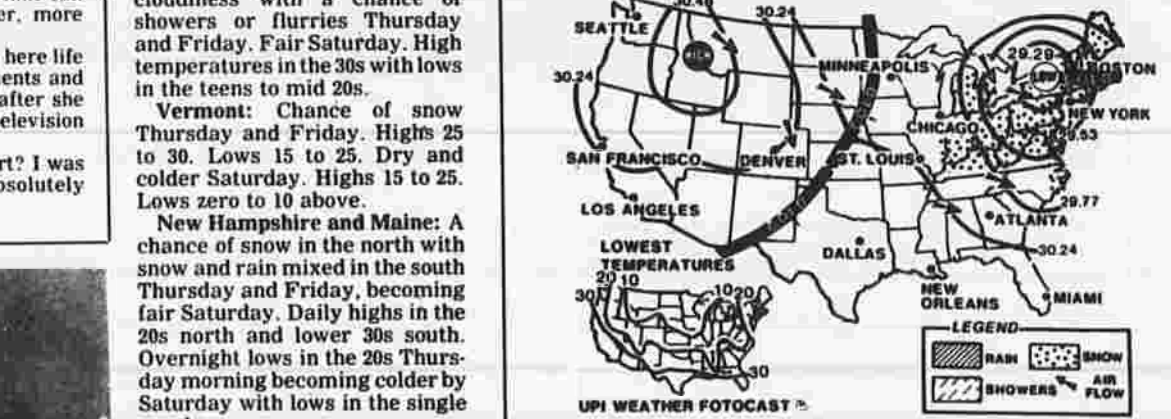 er, more
here life
ents and
after she
elevision
rt? I was
bsolutely
cloudiness with a chance of
showers or flurries Thursday
and Friday. Fair Saturday. High
temperatures in the 30s with lows
in the teens to mid 20s.
Vermont: Chance of snow
Thursday and Friday. Highs 25
to 30. Lows 15 to 25. Dry and
colder Saturday. Highs 15 to 25.
Lows zero to 10 above.
New Hampshire and Maine: A
chance of snow in the north with
snow and rain mixed in the south
Thursday and Friday, becoming
fair Saturday. Daily highs in the
20s north and lower 30s south.
Overnight lows in the 20s Thurs-
day morning becoming colder by
Saturday with lows in the single
30.24
SEATTLE
30.24
MINNEAPOLIS
29.29
LOW
BOSTON
NEW YORK
CHICAGO
SAN FRANCISCO
DENVER
ST. LOUIS
LOS ANGELES
29.77
ATLANTA
30.24
DALLAS
NEW
ORLEANS
MIAMI
LOWEST
TEMPERATURES
20 10
30
10 20
30
UPI WEATHER FOTOCAST
LEGEND
RAIN
SNOW
SHOWERS
AIR
FLOW